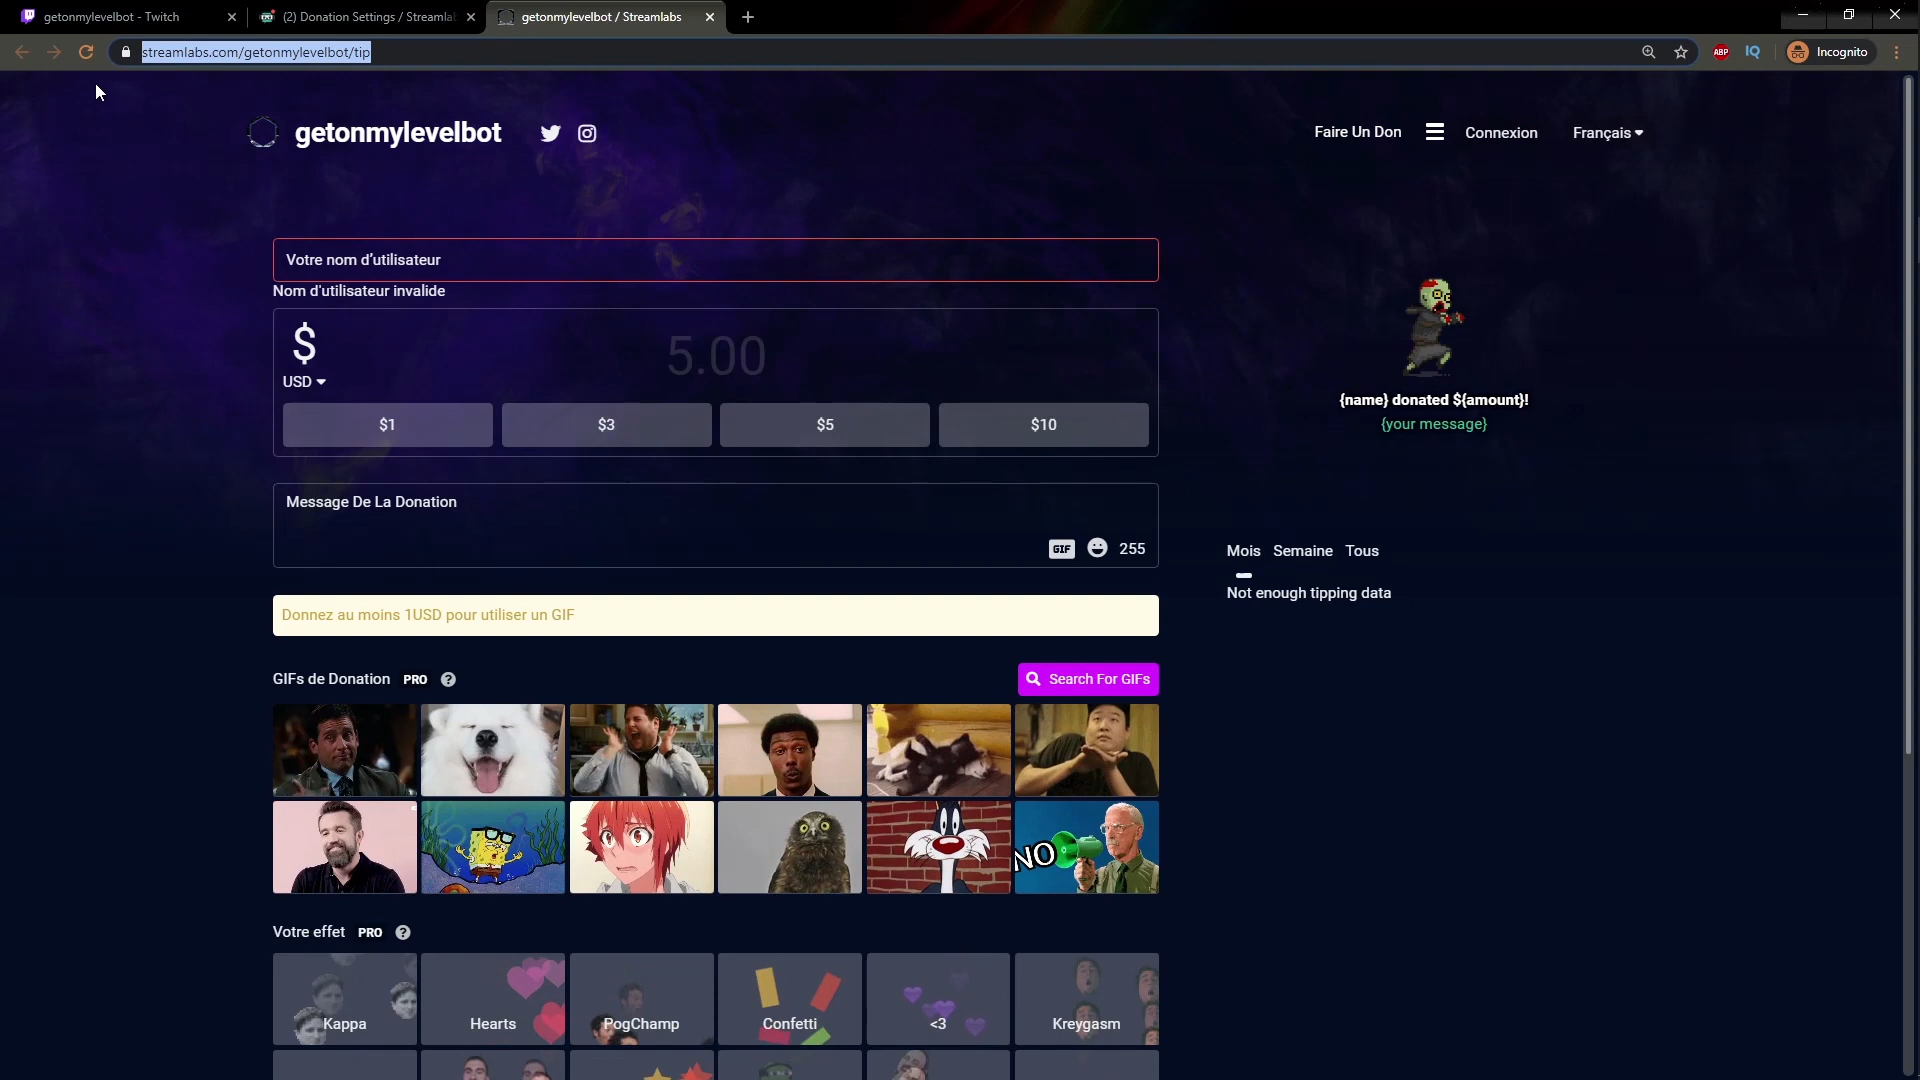 getonmylevelbot - Twitch
(2) Donation Settings / Streamlab
getonmylevelbot / Streamlabs
streamlabs.com/getonmylevelbot/tip
ABP
IQ
Incognito
getonmylevelbot
Faire Un Don
Connexion
Français
Votre nom d'utilisateur
Nom d'utilisateur invalide
$
5.00
USD
$1
$3
$5
$10
{name} donated ${amount}!
{your message}
Message De La Donation
GIF
255
Mois Semaine Tous
Not enough tipping data
Donnez au moins 1USD pour utiliser un GIF
GIFs de Donation PRO ?
Search For GIFs
NO
Votre effet PRO ?
Kappa
Hearts
PogChamp
Confetti
<3
Kreygasm